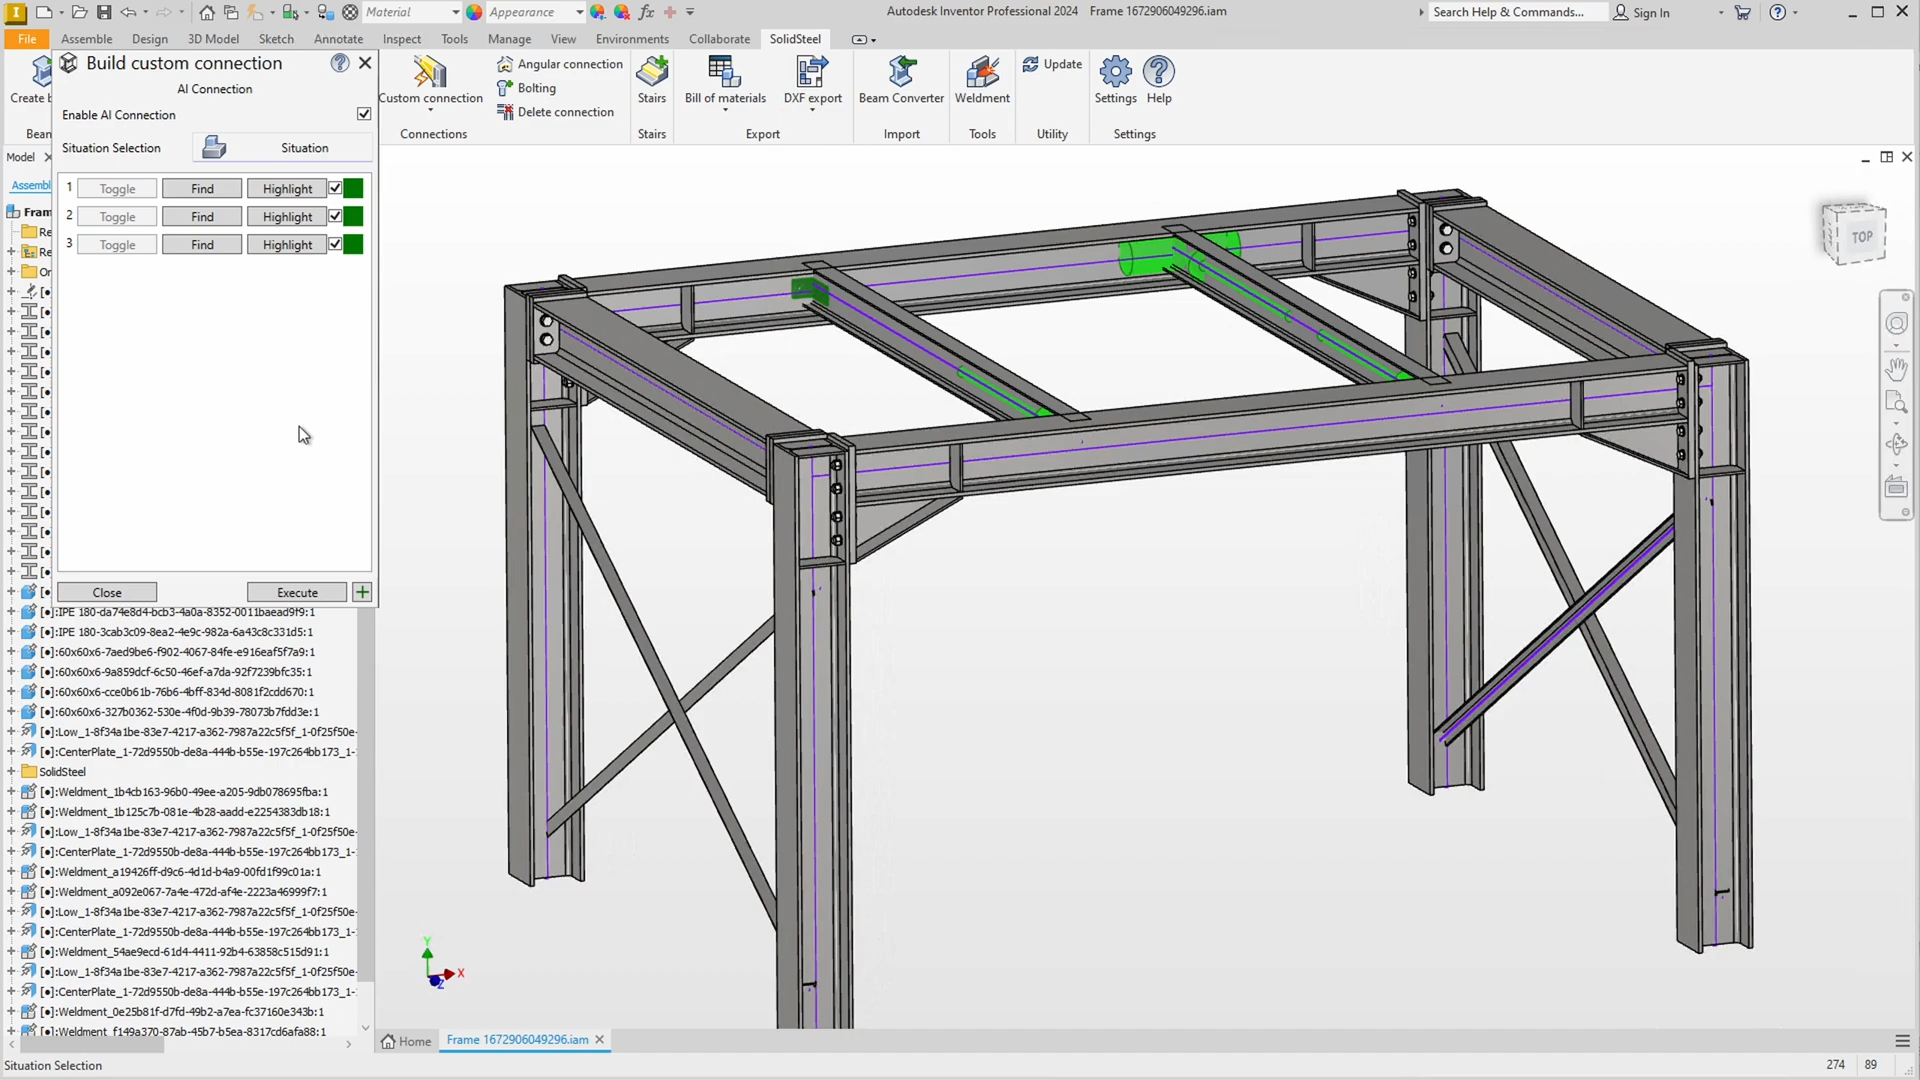 Material
Appearance
Autodesk Inventor Professional 2024 Frame 1672906049296.iam
Search Help & Commands...
Sign In
File Assemble Design 3D Model Sketch Annotate Inspect Tools Manage View Environments Collaborate SolidSteel
Build custom connection
AI Connection
Enable AI Connection
Situation Selection
Situation
1 Toggle Find Highlight
2 Toggle Find Highlight
3 Toggle Find Highlight
Close
Execute
Create b
Bean
Custom connection
Angular connection
Bolting
Delete connection
Connections
Stairs
Stairs
Bill of materials
DXF export
Export
Beam Converter
Import
Weldment
Tools
Update
Utility
Settings
Help
Settings
Model
Assembl
Fram
Re
Re
Or
[•]:IPE 180-da74e8d4-bcb3-4a0a-8352-0011baead9f9:1
[•]:IPE 180-3cab3c09-8ea2-4e9c-982a-6a43c8c331d5:1
[•]:60x60x6-7aed9be6-f902-4067-84fe-e916eaf5f7a9:1
[•]:60x60x6-9a859dcf-6c50-46ef-a7da-92f7239bfc35:1
[•]:60x60x6-cce0b61b-76b6-4bff-834d-8081f2cdd670:1
[•]:60x60x6-327b0362-530e-4f0d-9b39-78073b7fdd3e:1
[•]:Low_1-8f34a1be-83e7-4217-a362-7987a22c5f5f_1-0f25f50e-
[•]:CenterPlate_1-72d9550b-de8a-444b-b55e-197c264bb173_1-
SolidSteel
[•]:Weldment_1b4cb163-96b0-49ee-a205-9db078695fba:1
[•]:Weldment_1b125c7b-081e-4b28-aadd-e2254383db18:1
[•]:Low_1-8f34a1be-83e7-4217-a362-7987a22c5f5f_1-0f25f50e-
[•]:CenterPlate_1-72d9550b-de8a-444b-b55e-197c264bb173_1-
[•]:Weldment_a19426ff-d9c6-4d1d-b4a9-00fd1f99c01a:1
[•]:Weldment_a092e067-7a4e-472d-af4e-2223a46999f7:1
[•]:Low_1-8f34a1be-83e7-4217-a362-7987a22c5f5f_1-0f25f50e-
[•]:CenterPlate_1-72d9550b-de8a-444b-b55e-197c264bb173_1-
[•]:Weldment_54ae9ecd-61d4-4411-92b4-63858c515d91:1
[•]:Low_1-8f34a1be-83e7-4217-a362-7987a22c5f5f_1-0f25f50e-
[•]:CenterPlate_1-72d9550b-de8a-444b-b55e-197c264bb173_1-
[•]:Weldment_0e25b81f-d7fd-49b2-a7ea-fc37160e343b:1
[•]:Weldment_f149a370-87ab-45b7-b5ea-8317cd6afa88:1
TOP
Y
X
Z
Home
Frame 1672906049296.iam
Situation Selection
274 89